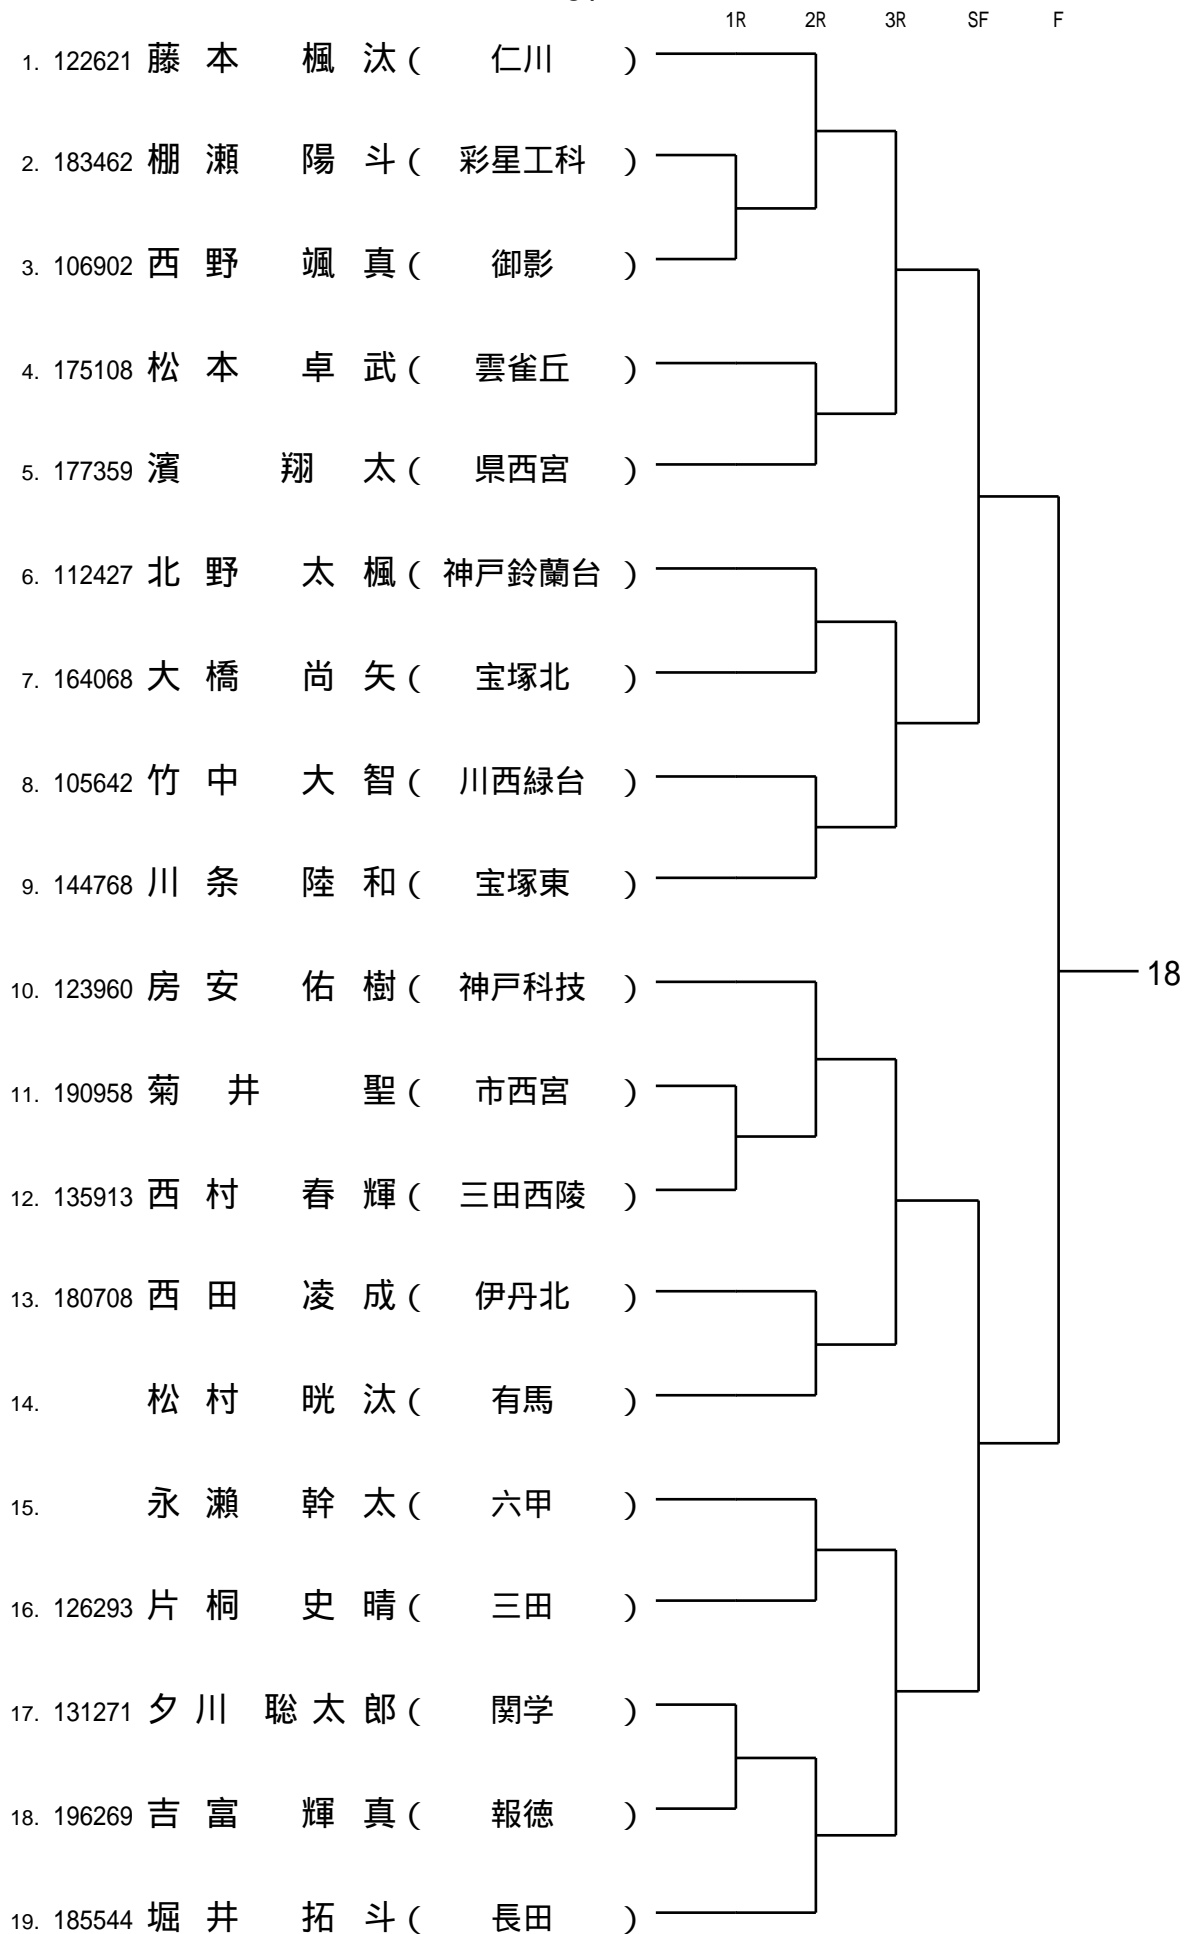 1R 2R 3R SF F
1. 122621 藤本 楓汰 ( 仁川 )
2. 183462 棚瀬 陽斗 ( 彩星工科 )
3. 106902 西野 颯真 ( 御影 )
4. 175108 松本 卓武 ( 雲雀丘 )
5. 177359 濱 翔太 ( 県西宮 )
6. 112427 北野 太楓 ( 神戸鈴蘭台 )
7. 164068 大橋 尚矢 ( 宝塚北 )
8. 105642 竹中 大智 ( 川西緑台 )
9. 144768 川条 陸和 ( 宝塚東 )
18
10. 123960 房安 佑樹 ( 神戸科技 )
11. 190958 菊井 聖 ( 市西宮 )
12. 135913 西村 春輝 ( 三田西陵 )
13. 180708 西田 凌成 ( 伊丹北 )
14. 松村 晄汰 ( 有馬 )
15. 永瀬 幹太 ( 六甲 )
16. 126293 片桐 史晴 ( 三田 )
17. 131271 夕川 聡太郎 ( 関学 )
18. 196269 吉富 輝真 ( 報徳 )
19. 185544 堀井 拓斗 ( 長田 )